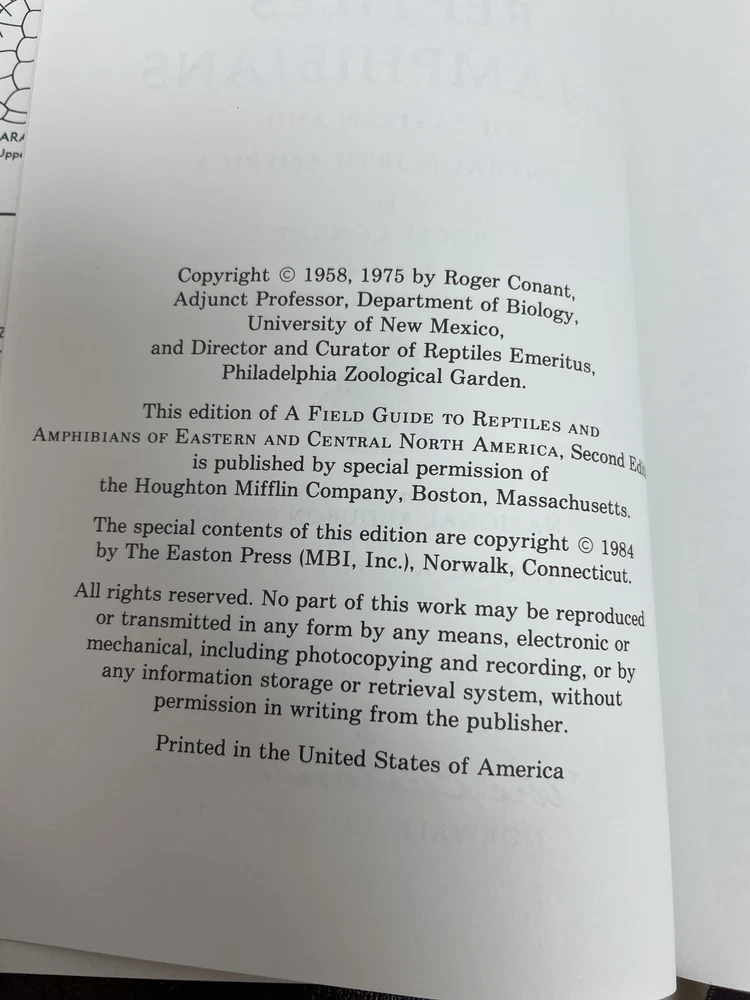 ARA
Uppe
Copyright © 1958, 1975 by Roger Conant,
Adjunct Professor, Department of Biology,
University of New Mexico,
and Director and Curator of Reptiles Emeritus,
Philadelphia Zoological Garden.
This edition of A FIELD GUIDE TO REPTILES AND
AMPHIBIANS OF EASTERN AND CENTRAL NORTH AMERICA, Second
is published by special permission of
the Houghton Mifflin Company, Boston, Massachusetts.
The special contents of this edition are copyright © 1984
by The Easton Press (MBI, Inc.), Norwalk, Connecticut.
All rights reserved. No part of this work may be reproduced
or transmitted in any form by any means, electronic or
mechanical, including photocopying and recording, or by
any information storage or retrieval system, without
permission in writing from the publisher.
Printed in the United States of America